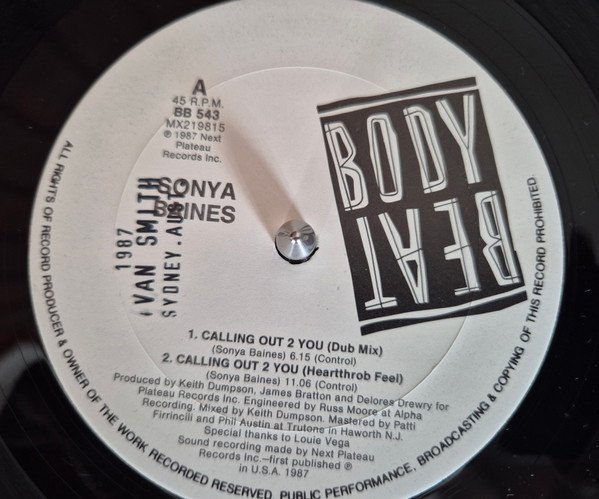 A
45 R.P.M.
BB 543
MX219815
℗ 1987 Next
Plateau
Records Inc.
SONYA
BAINES
1987
IVAN SMITH
SYDNEY.
BODY
BEAT
1. CALLING OUT 2 YOU (Dub Mix)
(Sonya Baines) 6.15 (Control)
2. CALLING OUT 2 YOU (Heartthrob Feel)
(Sonya Baines) 11.06 (Control)
Produced by Keith Dumpson, James Bratton and Delores Drewry for
Plateau Records Inc. Engineered by Russ Moore at Alpha
Recording. Mixed by Keith Dumpson. Mastered by Patti
Firrincili and Phil Austin at Trutone in Haworth N.J.
Special thanks to Louie Vega
Sound recording made by Next Plateau
Records Inc.—first published ℗
in U.S.A. 1987
ALL RIGHTS OF RECORD PRODUCER & OWNER OF THE WORK RECORDED RESERVED. PUBLIC PERFORMANCE, BROADCASTING & COPYING OF THIS RECORD PROHIBITED.